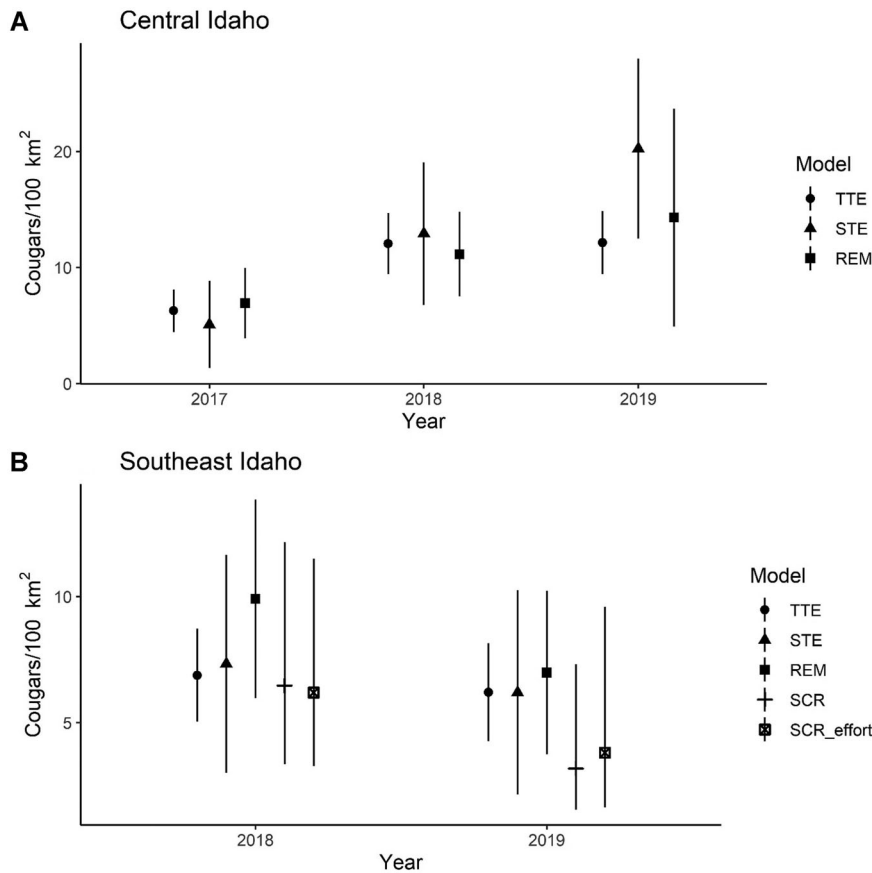 A Central Idaho
Cougars/100 km²
20
10
0
2017 2018 2019
Year
Model
TTE
STE
REM
B Southeast Idaho
Cougars/100 km²
10
5
2018 2019
Year
Model
TTE
STE
REM
SCR
SCR_effort